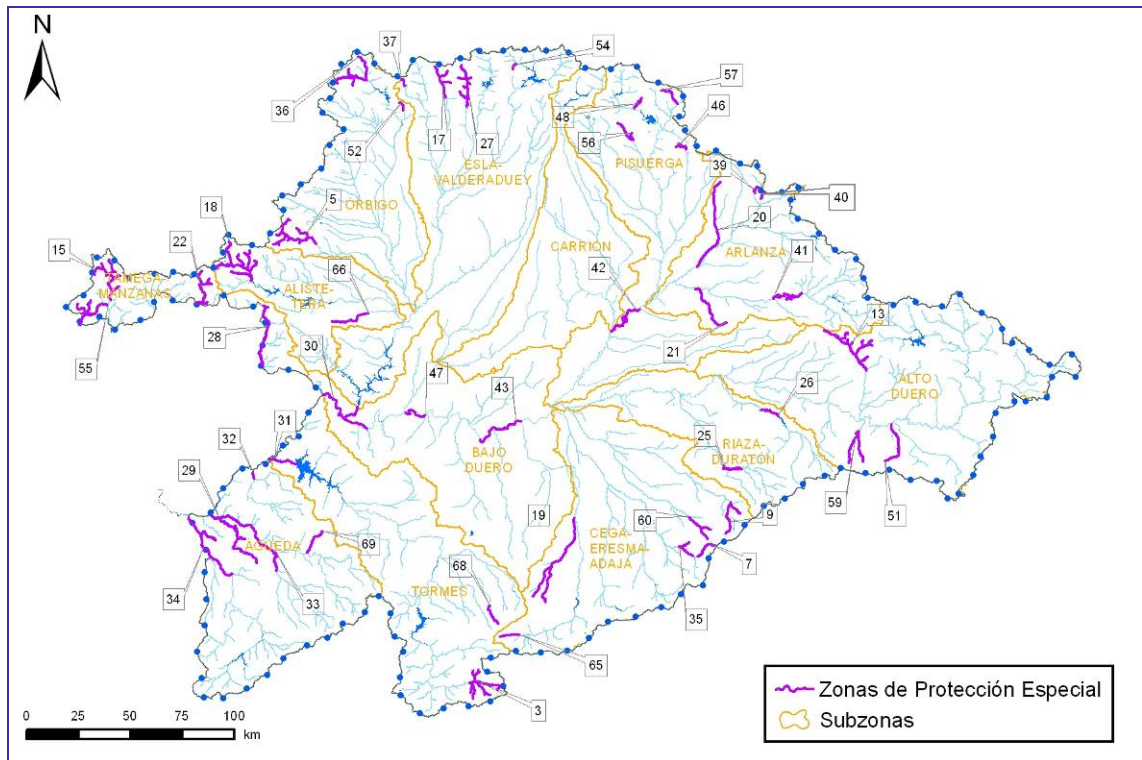 N
37
54
57
36
48
46
52
17
27
56
PISUERGA
ESLA-
VALDERADUEY
39
40
18
5
ORBIGO
20
15
22
CARRION
ARLANZA
41
TAMEGA-
MANZANAS
66
42
ALISTE-
TERA
13
28
21
55
30
47
43
26
ALTO
DUERO
32
31
25
RIAZA-
DURATON
BAJO
DUERO
29
19
60
9
59
51
69
CEGA-
ERESMA-
ADAJA
AGUEDA
7
34
33
68
TORMES
35
65
3
Zonas de Protección Especial
Subzonas
0 25 50 75 100
km